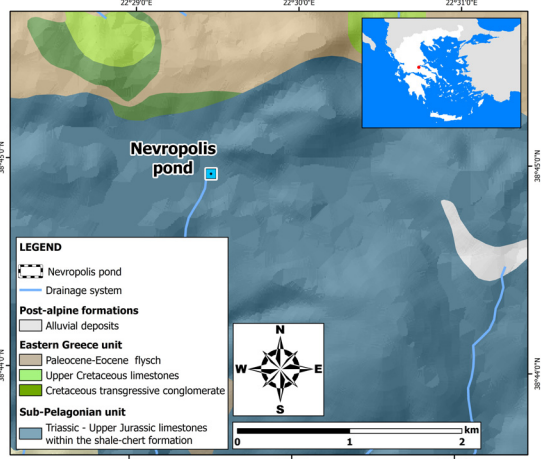 22°29'0"E 22°30'0"E 22°31'0"E
Nevropolis
pond
38°45'0"N
38°45'0"N
LEGEND
Nevropolis pond
Drainage system
Post-alpine formations
Alluvial deposits
Eastern Greece unit
Paleocene-Eocene flysch
Upper Cretaceous limestones
Cretaceous transgressive conglomerate
Sub-Pelagonian unit
Triassic - Upper Jurassic limestones
within the shale-chert formation
38°44'0"N
38°44'0"N
N
W E
S
km
0 1 2